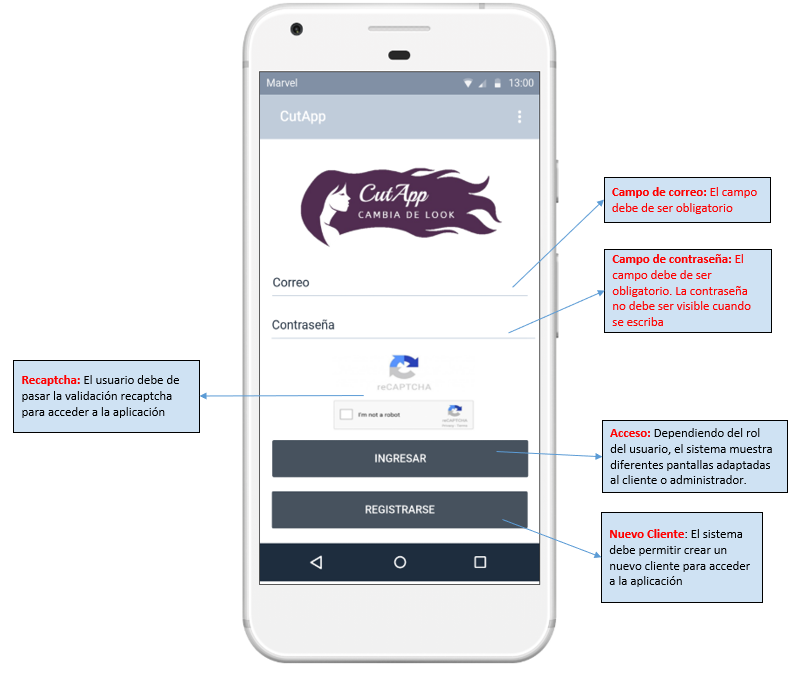 Marvel
13:00
CutApp
CutApp
CAMBIA DE LOOK
Campo de correo: El campo
debe de ser obligatorio
Campo de contraseña: El
campo debe de ser
obligatorio. La contraseña
no debe ser visible cuando
se escriba
Correo
Contraseña
reCAPTCHA
Recaptcha: El usuario debe de
pasar la validación recaptcha
para acceder a la aplicación
I'm not a robot
reCAPTCHA
Privacy - Terms
Acceso: Dependiendo del rol
del usuario, el sistema muestra
diferentes pantallas adaptadas
al cliente o administrador.
INGRESAR
REGISTRARSE
Nuevo Cliente: El sistema
debe permitir crear un
nuevo cliente para acceder
a la aplicación